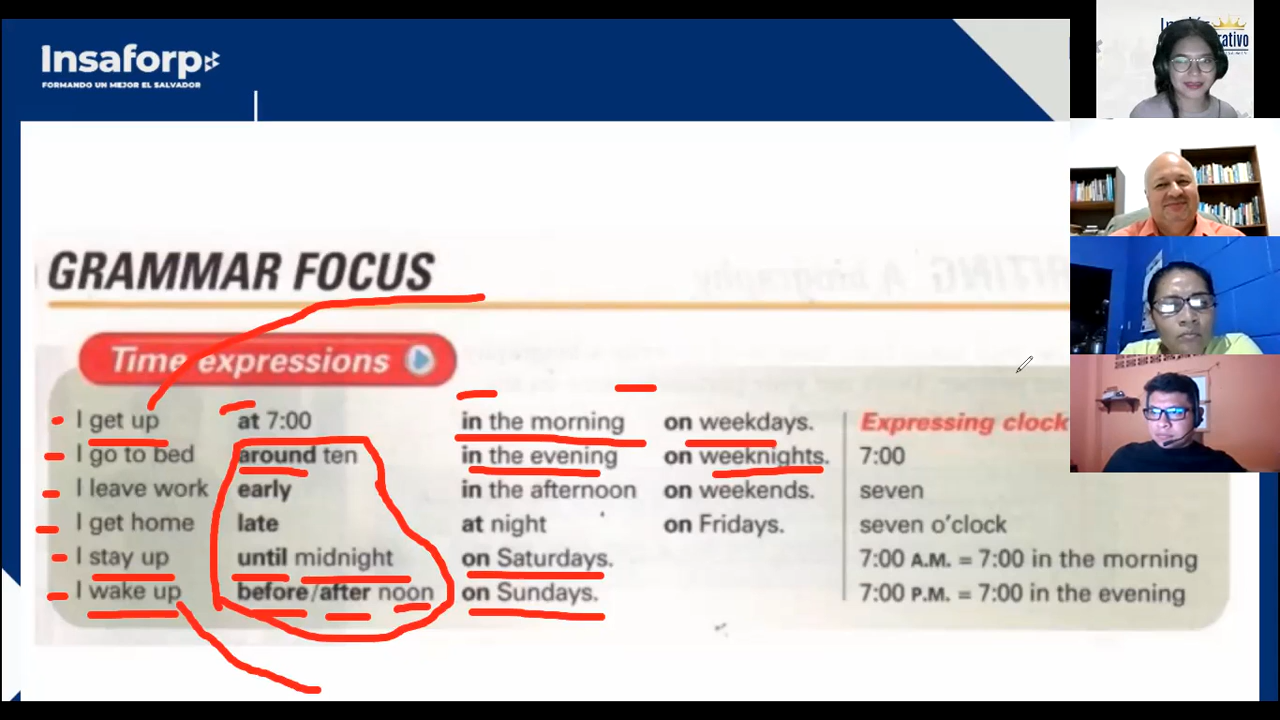 Insaforp
FORMANDO UN MEJOR EL SALVADOR
GRAMMAR FOCUS
Time expressions
I get up at 7:00 in the morning on weekdays.
I go to bed around ten in the evening on weeknights.
I leave work early in the afternoon on weekends.
I get home late at night on Fridays.
I stay up until midnight on Saturdays.
I wake up before/after noon on Sundays.
Expressing clock
7:00
seven
seven o'clock
7:00 A.M. = 7:00 in the morning
7:00 P.M. = 7:00 in the evening